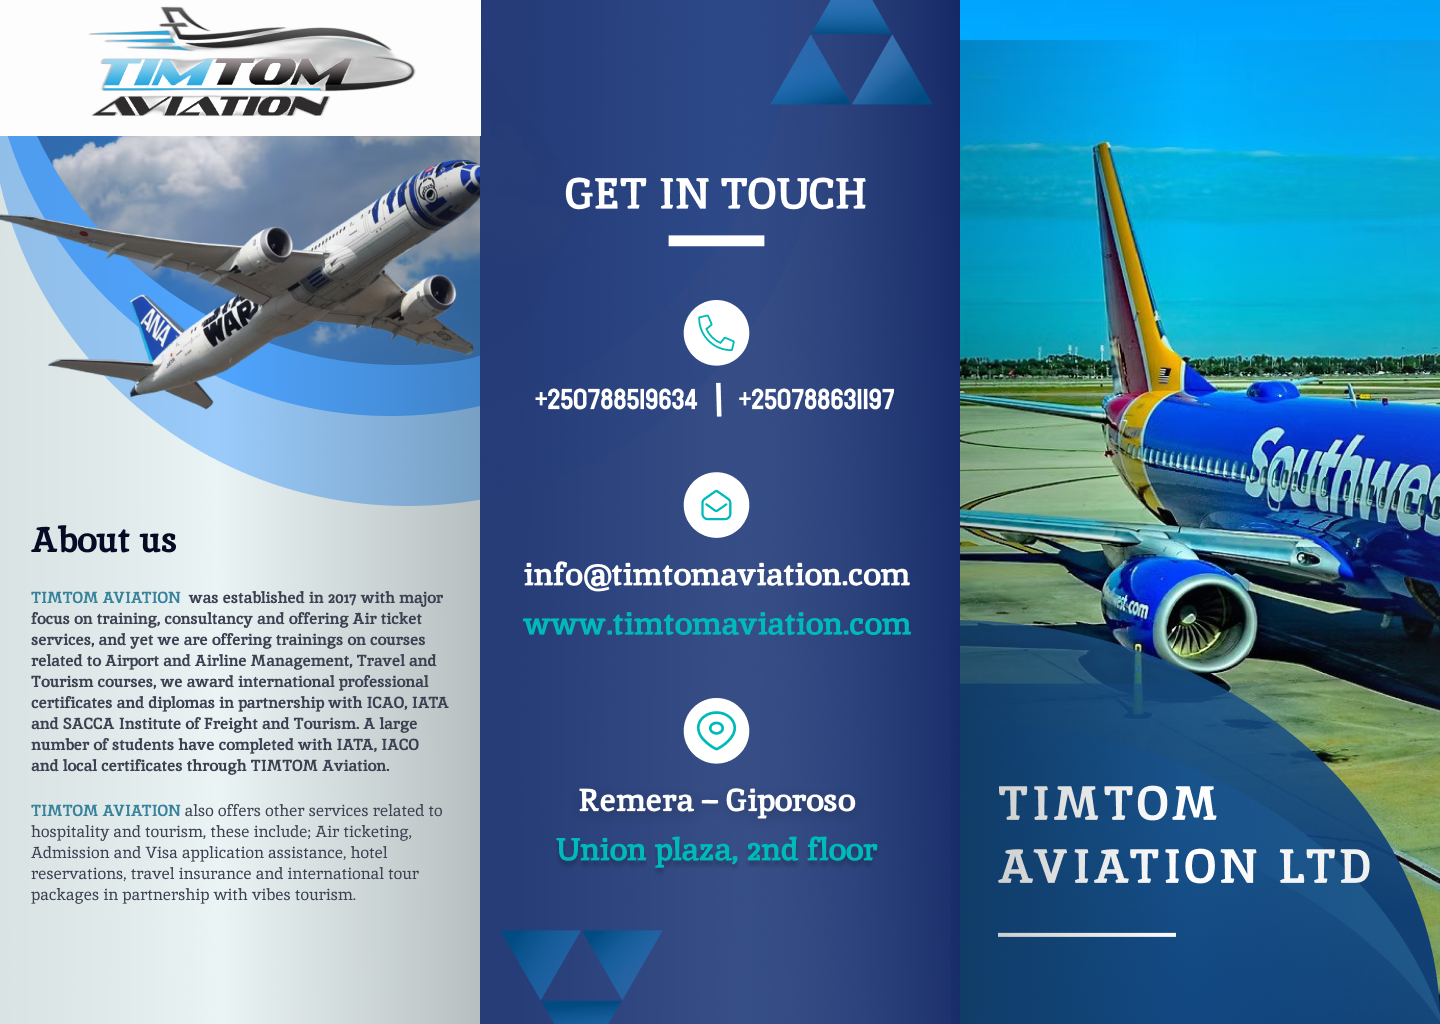 TIMTOM
AVIATION
ANA
WARS
About us
TIMTOM AVIATION was established in 2017 with major
focus on training, consultancy and offering Air ticket
services, and yet we are offering trainings on courses
related to Airport and Airline Management, Travel and
Tourism courses, we award international professional
certificates and diplomas in partnership with ICAO, IATA
and SACCA Institute of Freight and Tourism. A large
number of students have completed with IATA, IACO
and local certificates through TIMTOM Aviation.
TIMTOM AVIATION also offers other services related to
hospitality and tourism, these include; Air ticketing,
Admission and Visa application assistance, hotel
reservations, travel insurance and international tour
packages in partnership with vibes tourism.
GET IN TOUCH
+250788519634 | +250788631197
info@timtomaviation.com
www.timtomaviation.com
Remera – Giporoso
Union plaza, 2nd floor
Southwes
west.com
TIMTOM
AVIATION LTD